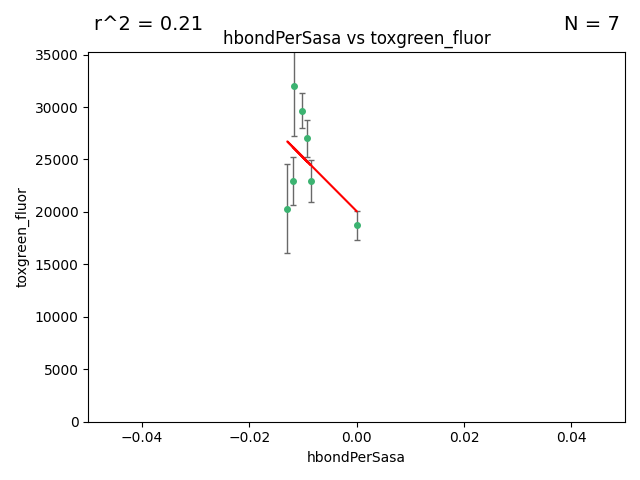 r^2 = 0.21
N = 7
hbondPerSasa vs toxgreen_fluor
35000
30000
25000
20000
15000
10000
5000
0
toxgreen_fluor
−0.04
−0.02
0.00
0.02
0.04
hbondPerSasa